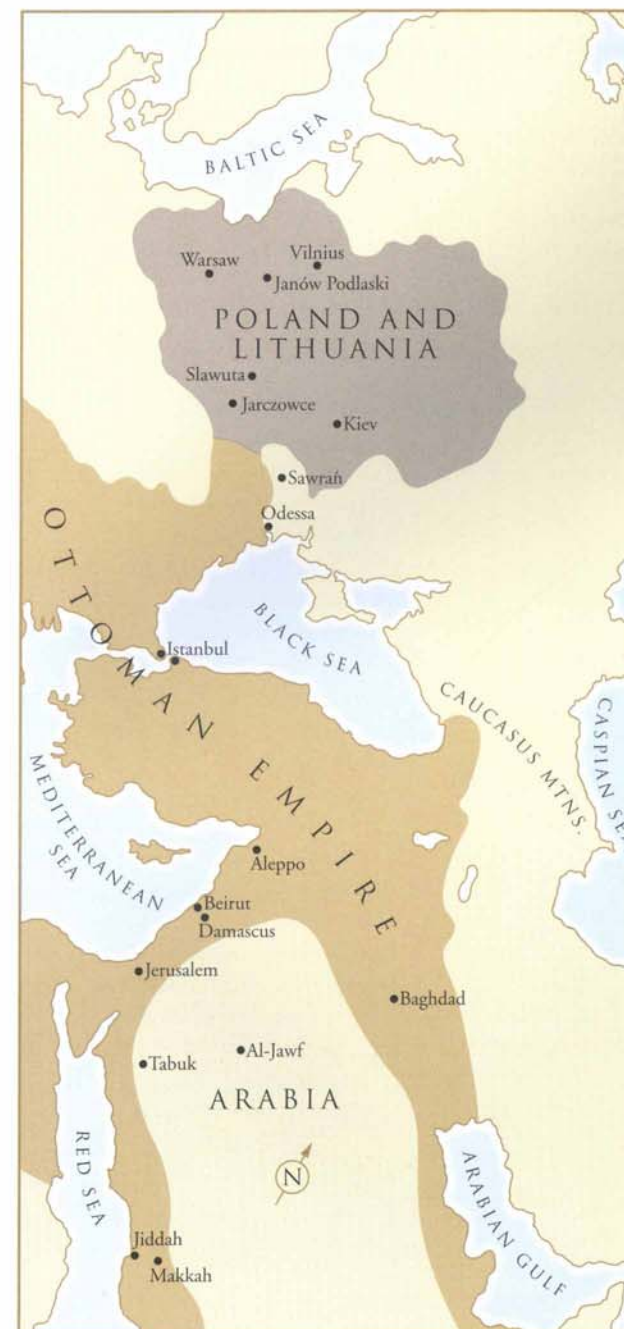 BALTIC SEA
Vilnius
Warsaw
Janów Podlaski
POLAND AND
LITHUANIA
Slawuta
Jarczowce
Kiev
Sawrań
Odessa
OTTOMAN EMPIRE
BLACK SEA
Istanbul
CAUCASUS MTNS.
CASPIAN SEA
MEDITERRANEAN
SEA
Aleppo
Beirut
Damascus
Jerusalem
Baghdad
Al-Jawf
Tabuk
ARABIA
N
RED SEA
ARABIAN GULF
Jiddah
Makkah